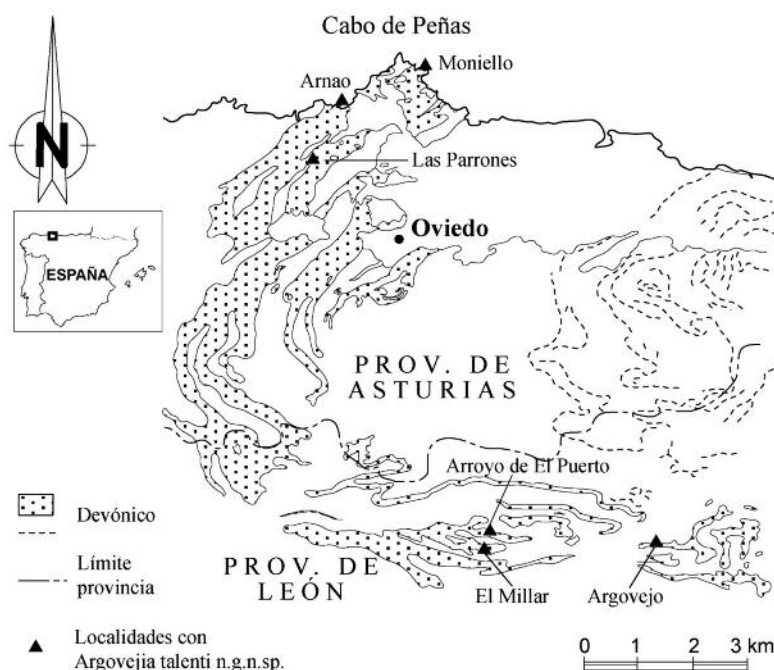 Cabo de Peñas
Moniello
Arnao
N
Las Parrones
Oviedo
ESPAÑA
PROV. DE
ASTURIAS
Arroyo de El Puerto
Devónico
Límite
provincia
PROV. DE
LEÓN
El Millar
Argovejo
Localidades con
Argovejia talenti n.g.n.sp.
0 1 2 3 km